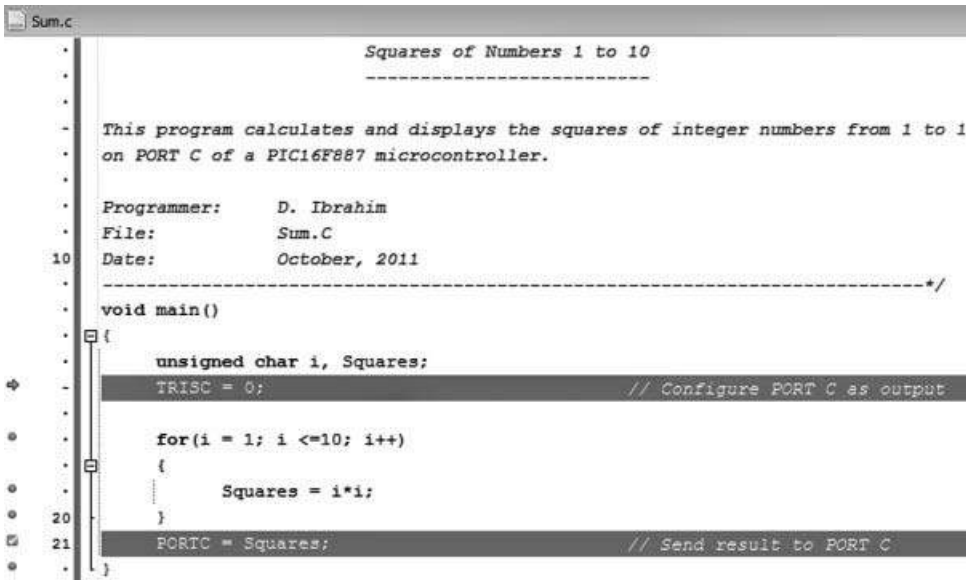 Sum.c
Squares of Numbers 1 to 10
--------------------------
This program calculates and displays the squares of integer numbers from 1 to 1
on PORT C of a PIC16F887 microcontroller.
Programmer: D. Ibrahim
File: Sum.C
10 Date: October, 2011
---------------------------------------------------------------------------*/
void main()
{
unsigned char i, Squares;
TRISC = 0; // Configure PORT C as output
for(i = 1; i <=10; i++)
{
Squares = i*i;
20 }
21 PORTC = Squares; // Send result to PORT C
}